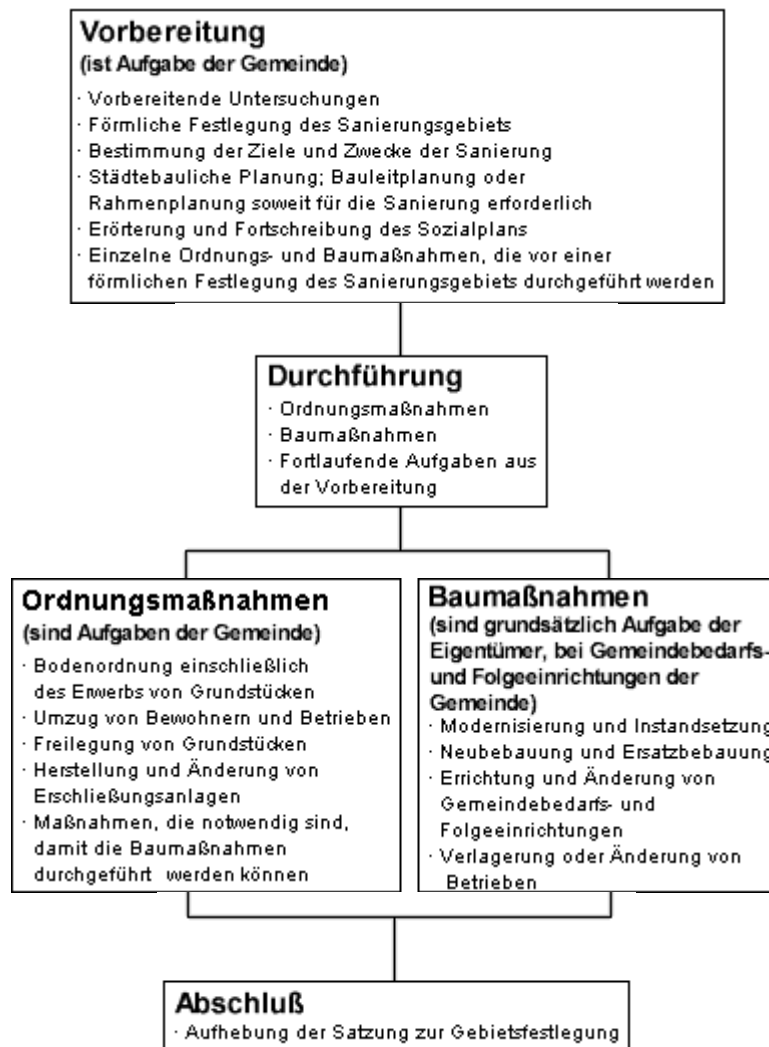 Vorbereitung
(ist Aufgabe der Gemeinde)
· Vorbereitende Untersuchungen
· Förmliche Festlegung des Sanierungsgebiets
· Bestimmung der Ziele und Zwecke der Sanierung
· Städtebauliche Planung; Bauleitplanung oder
Rahmenplanung soweit für die Sanierung erforderlich
· Erörterung und Fortschreibung des Sozialplans
· Einzelne Ordnungs- und Baumaßnahmen, die vor einer
förmlichen Festlegung des Sanierungsgebiets durchgeführt werden
Durchführung
· Ordnungsmaßnahmen
· Baumaßnahmen
· Fortlaufende Aufgaben aus
der Vorbereitung
Ordnungsmaßnahmen
(sind Aufgaben der Gemeinde)
· Bodenordnung einschließlich
des Erwerbs von Grundstücken
· Umzug von Bewohnern und Betrieben
· Freilegung von Grundstücken
· Herstellung und Änderung von
Erschließungsanlagen
· Maßnahmen, die notwendig sind,
damit die Baumaßnahmen
durchgeführt werden können
Baumaßnahmen
(sind grundsätzlich Aufgabe der
Eigentümer, bei Gemeindebedarfs-
und Folgeeinrichtungen der
Gemeinde)
· Modernisierung und Instandsetzung
· Neubebauung und Ersatzbebauung
· Errichtung und Änderung von
Gemeindebedarfs- und
Folgeeinrichtungen
· Verlagerung oder Änderung von
Betrieben
Abschluß
· Aufhebung der Satzung zur Gebietsfestlegung